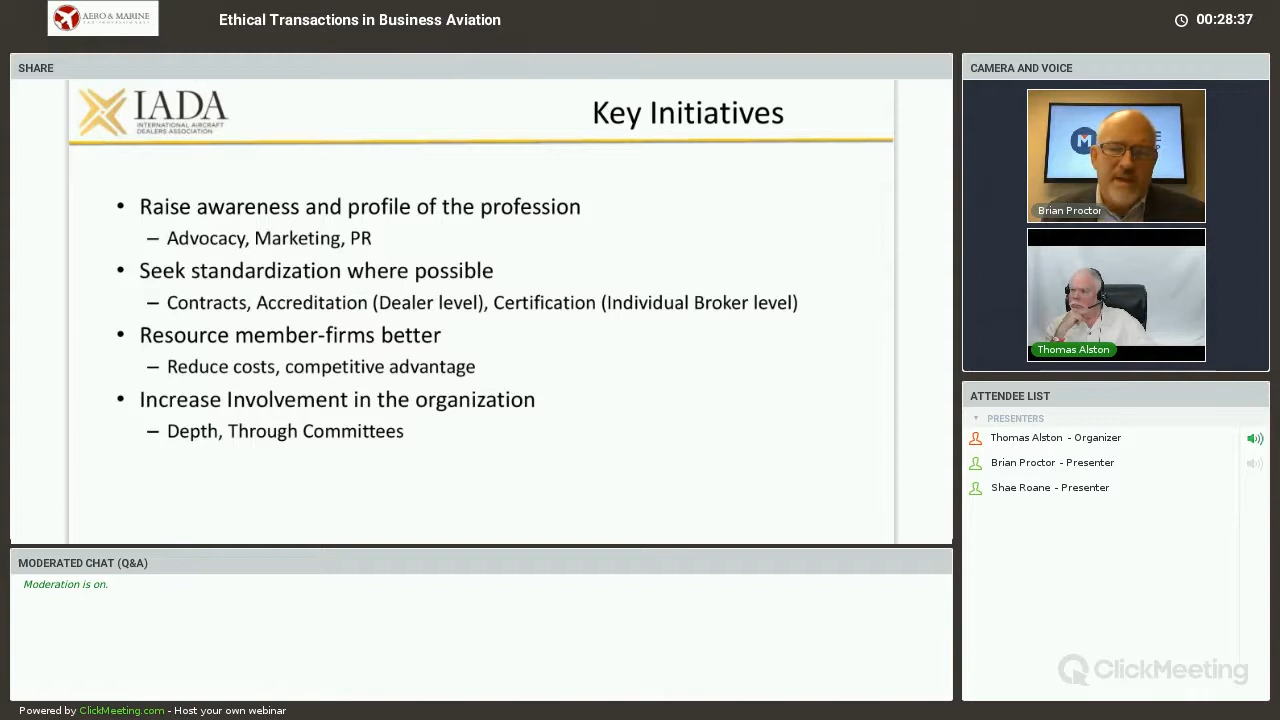 AERO & MARINE
Ethical Transactions in Business Aviation
00:28:37
SHARE
IADA
INTERNATIONAL AIRCRAFT
DEALERS ASSOCIATION
Key Initiatives
• Raise awareness and profile of the profession
– Advocacy, Marketing, PR
• Seek standardization where possible
– Contracts, Accreditation (Dealer level), Certification (Individual Broker level)
• Resource member-firms better
– Reduce costs, competitive advantage
• Increase Involvement in the organization
– Depth, Through Committees
MODERATED CHAT (Q&A)
Moderation is on.
CAMERA AND VOICE
Brian Proctor
Thomas Alston
ATTENDEE LIST
PRESENTERS
Thomas Alston - Organizer
Brian Proctor - Presenter
Shae Roane - Presenter
ClickMeeting
Powered by ClickMeeting.com - Host your own webinar